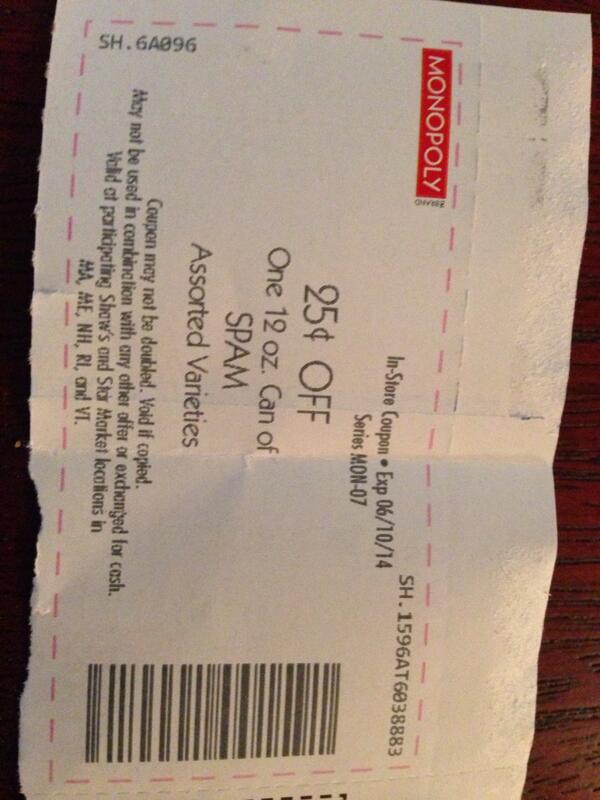 MONOPOLY
BRAND
In-Store Coupon • Exp 06/10/14
Series MON-07
SH.1596AT6038883
25¢ OFF
One 12 oz. Can of
SPAM
Assorted Varieties
Coupon may not be doubled. Void if copied.
May not be used in combination with any other offer or exchanged for cash.
Valid at participating Shaw's and Star Market locations in
MA, ME, NH, RI, and VT.
SH.6A096